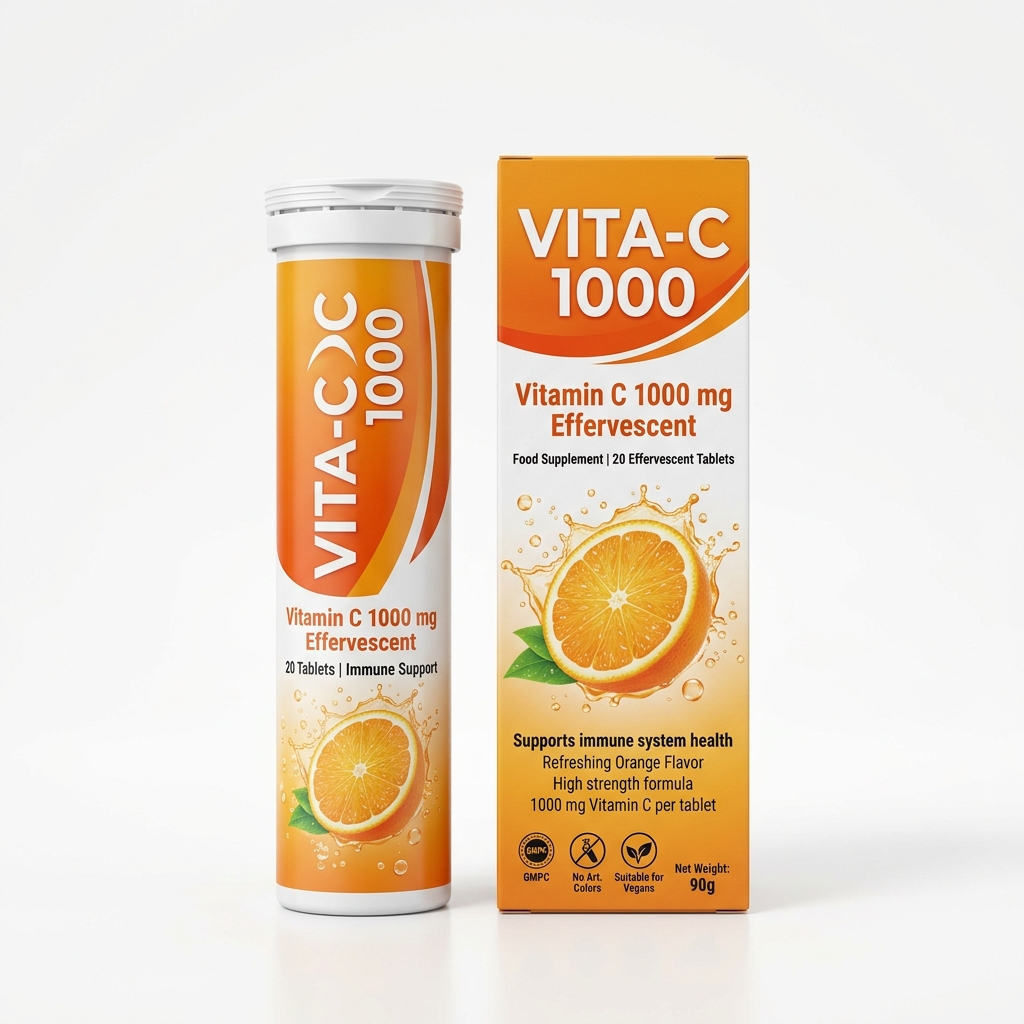 VITA-C C
1000
Vitamin C 1000 mg
Effervescent
20 Tablets | Immune Support
VITA-C
1000
Vitamin C 1000 mg
Effervescent
Food Supplement | 20 Effervescent Tablets
Supports immune system health
Refreshing Orange Flavor
High strength formula
1000 mg Vitamin C per tablet
GMPC
No Art.
Colors
Suitable for
Vegans
Net Weight:
90g